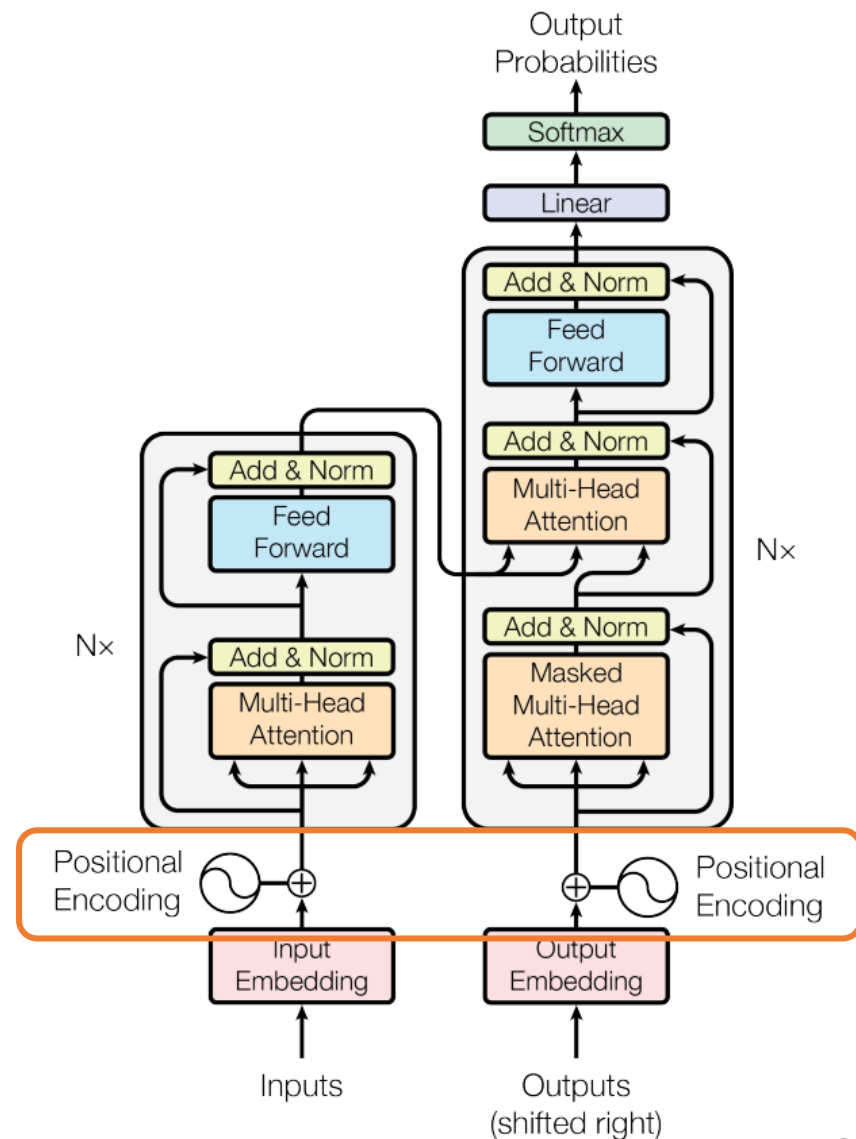 Output
Probabilities
Softmax
Linear
Add & Norm
Feed
Forward
Add & Norm
Multi-Head
Attention
Add & Norm
Masked
Multi-Head
Attention
N×
Add & Norm
Feed
Forward
Add & Norm
Multi-Head
Attention
N×
Positional
Encoding
Positional
Encoding
Input
Embedding
Output
Embedding
Inputs
Outputs
(shifted right)